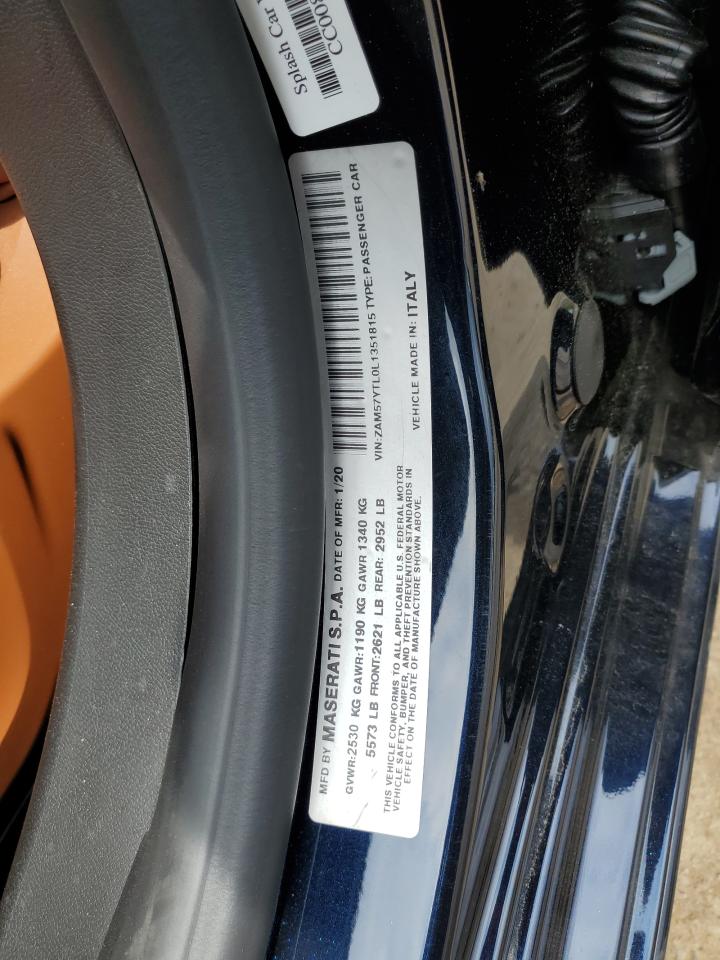 Splash Car
CC00
MFD BY MASERATI S.P.A. DATE OF MFR: 1/20
GVWR:2530 KG GAWR:1190 KG GAWR 1340 KG
5573 LB FRONT:2621 LB REAR: 2952 LB
VIN:ZAM57YTL0L1351815 TYPE:PASSENGER CAR
THIS VEHICLE CONFORMS TO ALL APPLICABLE U.S. FEDERAL MOTOR
VEHICLE SAFETY, BUMPER, AND THEFT PREVENTION STANDARDS IN
EFFECT ON THE DATE OF MANUFACTURE SHOWN ABOVE.
VEHICLE MADE IN: ITALY